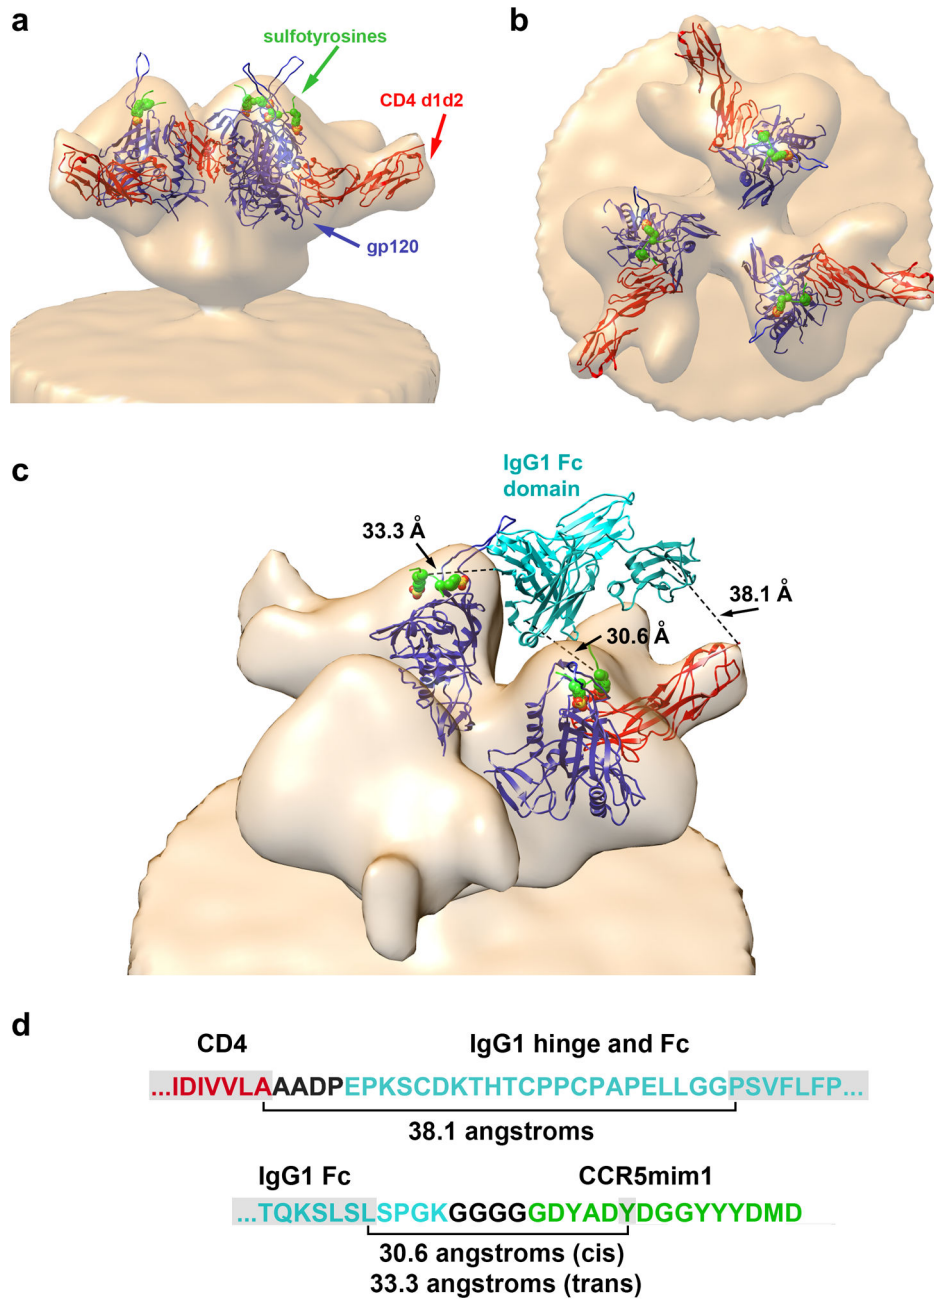 a
sulfotyrosines
CD4 d1d2
gp120
b
c
IgG1 Fc
domain
33.3 Å
38.1 Å
30.6 Å
d
CD4
IgG1 hinge and Fc
...IDIVVLAAADPEPKSCDKTHTCPPCPAPELLGGPSVFLFP...
38.1 angstroms
IgG1 Fc
CCR5mim1
...TQKSLSLSPGKGGGGGDYADYDGGYYYDMD
30.6 angstroms (cis)
33.3 angstroms (trans)